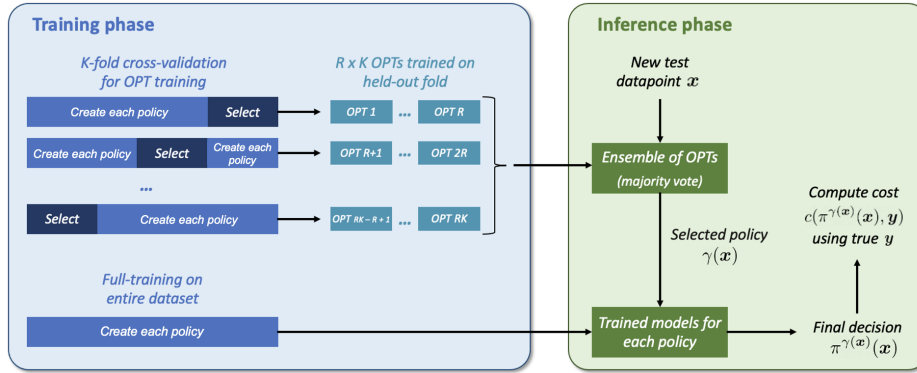 Training phase
K-fold cross-validation
for OPT training
R x K OPTs trained on
held-out fold
Create each policy
Select
OPT 1
...
OPT R
Create each policy
Select
Create each
policy
OPT R+1
...
OPT 2R
...
Select
Create each policy
OPT RK – R + 1
...
OPT RK
Full-training on
entire dataset
Create each policy
Inference phase
New test
datapoint x
Ensemble of OPTs
(majority vote)
Selected policy
γ(x)
Trained models for
each policy
Compute cost
c(π^γ(x)(x), y)
using true y
Final decision
π^γ(x)(x)